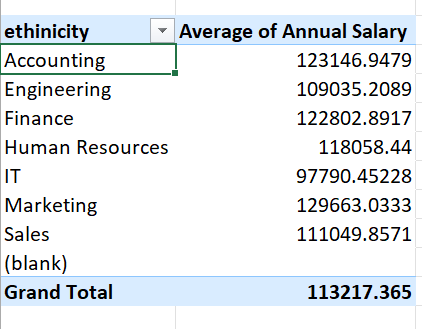 ethinicity Average of Annual Salary
Accounting 123146.9479
Engineering 109035.2089
Finance 122802.8917
Human Resources 118058.44
IT 97790.45228
Marketing 129663.0333
Sales 111049.8571
(blank)
Grand Total 113217.365